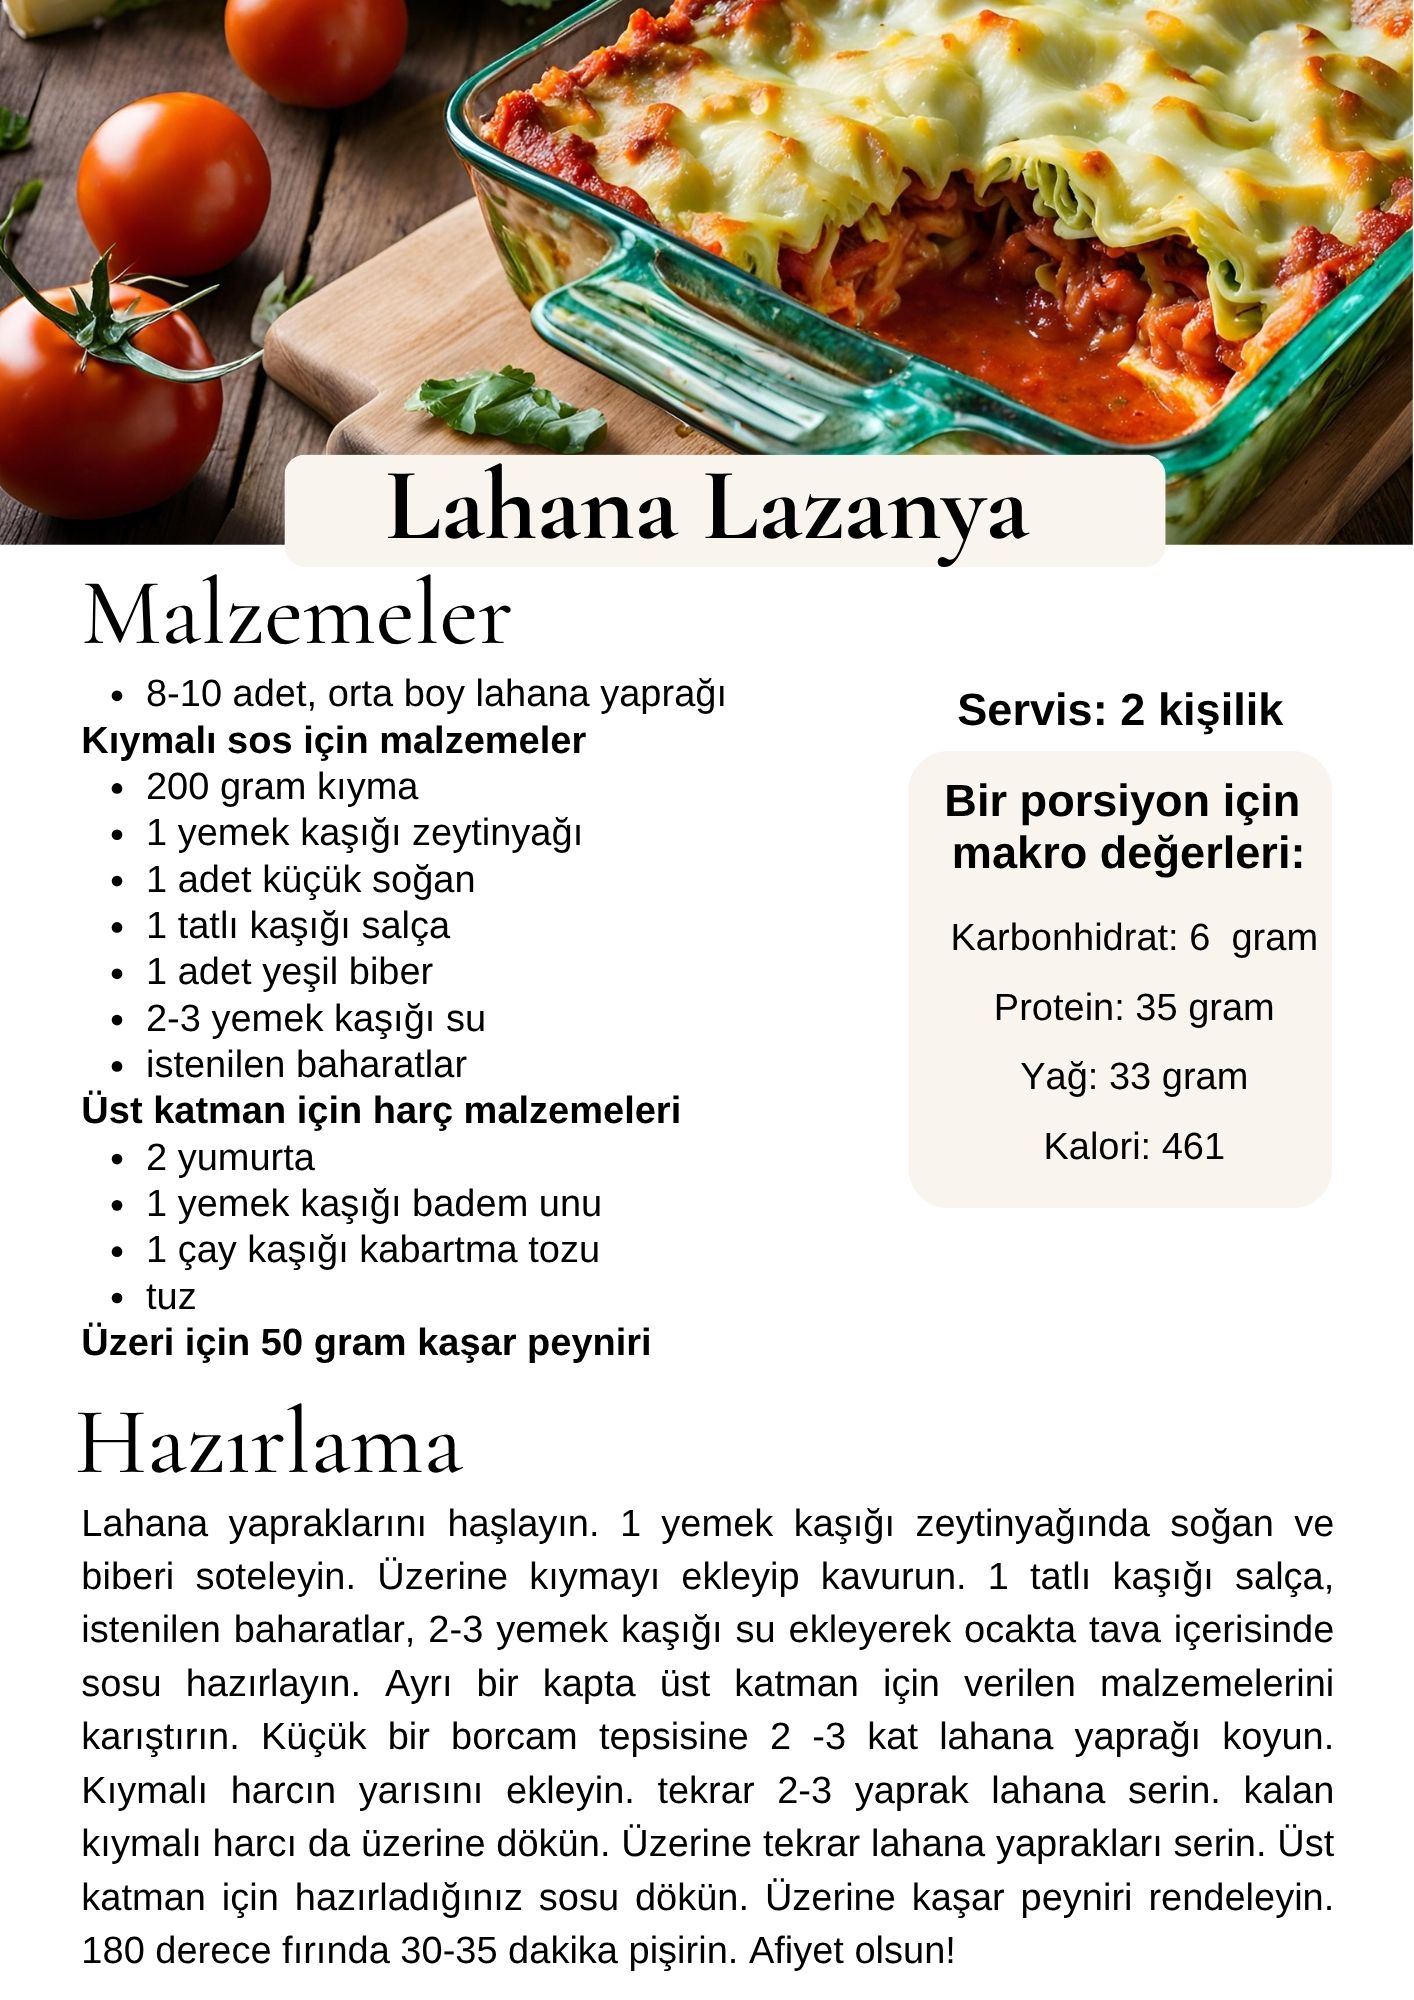 Lahana Lazanya
Malzemeler
• 8-10 adet, orta boy lahana yaprağı
Kıymalı sos için malzemeler
• 200 gram kıyma
• 1 yemek kaşığı zeytinyağı
• 1 adet küçük soğan
• 1 tatlı kaşığı salça
• 1 adet yeşil biber
• 2-3 yemek kaşığı su
• istenilen baharatlar
Üst katman için harç malzemeleri
• 2 yumurta
• 1 yemek kaşığı badem unu
• 1 çay kaşığı kabartma tozu
• tuz
Üzeri için 50 gram kaşar peyniri
Servis: 2 kişilik
Bir porsiyon için
makro değerleri:
Karbonhidrat: 6  gram
Protein: 35 gram
Yağ: 33 gram
Kalori: 461
Hazırlama
Lahana yapraklarını haşlayın. 1 yemek kaşığı zeytinyağında soğan ve
biberi soteleyin. Üzerine kıymayı ekleyip kavurun. 1 tatlı kaşığı salça,
istenilen baharatlar, 2-3 yemek kaşığı su ekleyerek ocakta tava içerisinde
sosu hazırlayın. Ayrı bir kapta üst katman için verilen malzemelerini
karıştırın. Küçük bir borcam tepsisine 2 -3 kat lahana yaprağı koyun.
Kıymalı harcın yarısını ekleyin. tekrar 2-3 yaprak lahana serin. kalan
kıymalı harcı da üzerine dökün. Üzerine tekrar lahana yaprakları serin. Üst
katman için hazırladığınız sosu dökün. Üzerine kaşar peyniri rendeleyin.
180 derece fırında 30-35 dakika pişirin. Afiyet olsun!